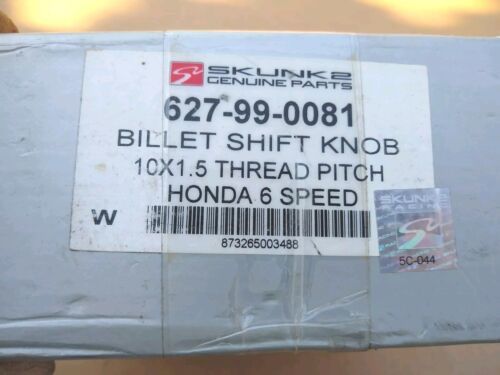 SKUNK2
GENUINE PARTS
627-99-0081
BILLET SHIFT KNOB
10X1.5 THREAD PITCH
HONDA 6 SPEED
W
873265003488
SKUNK2
RACING
5C-044